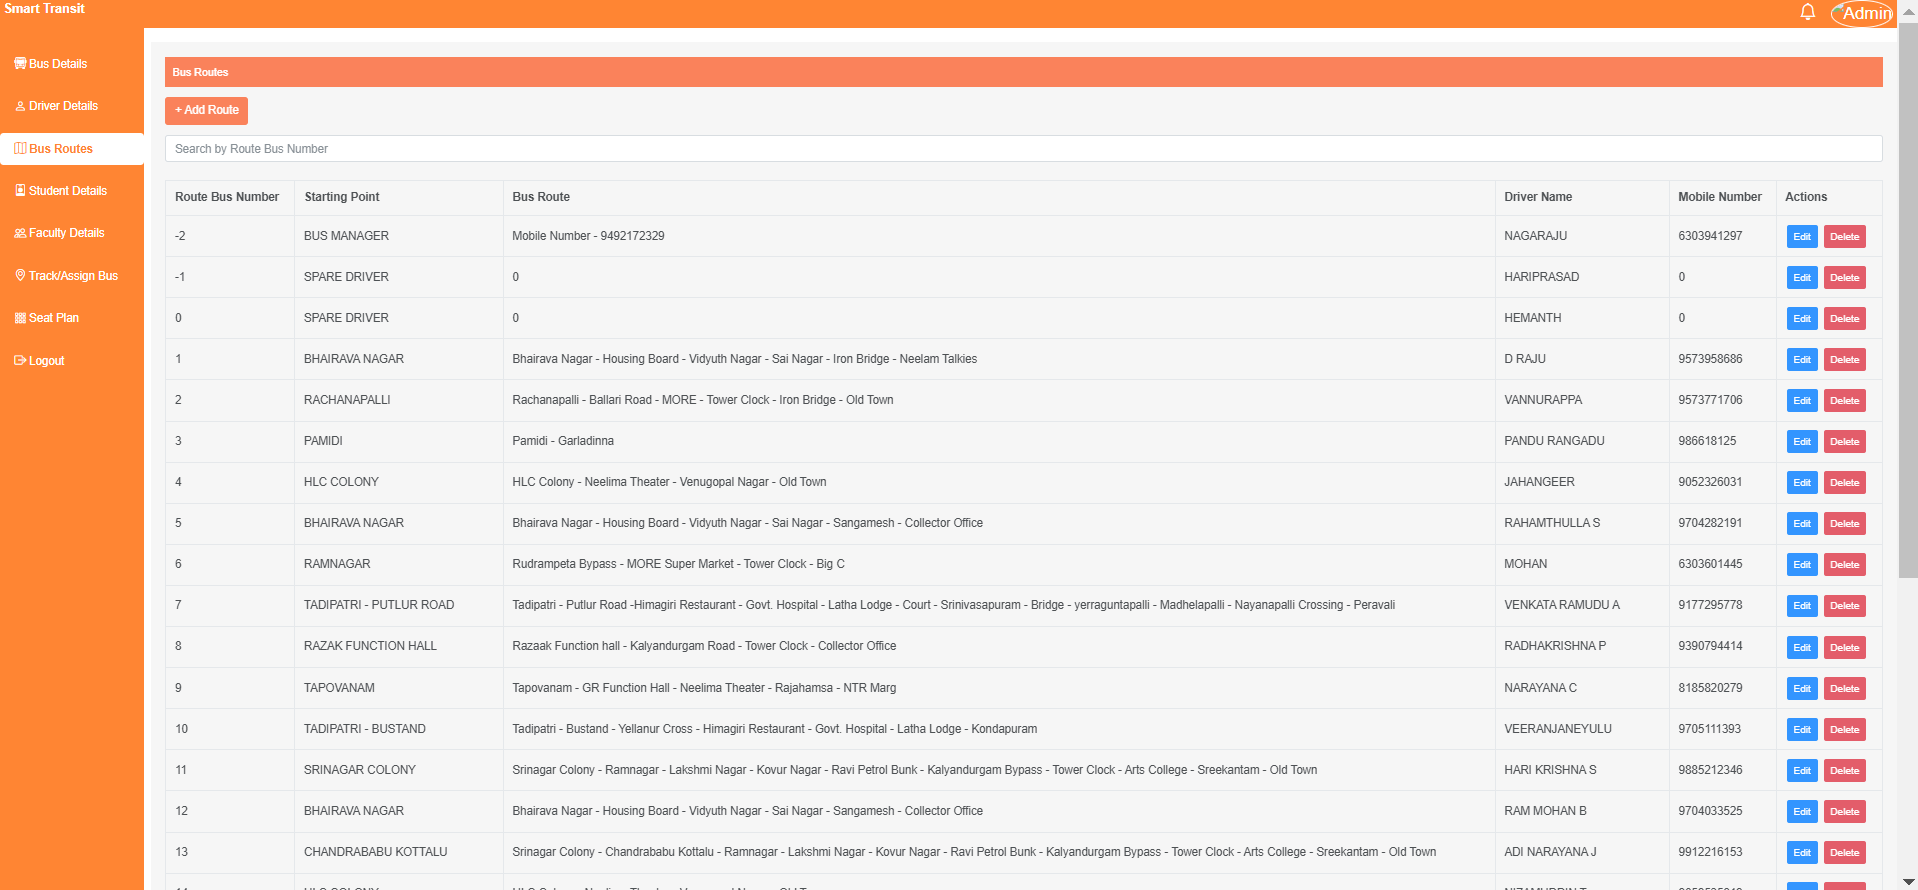 Smart Transit
Admin
Bus Details
Driver Details
Bus Routes
Student Details
Faculty Details
Track/Assign Bus
Seat Plan
Logout
Bus Routes
+ Add Route
Search by Route Bus Number
Route Bus Number Starting Point Bus Route Driver Name Mobile Number Actions
-2 BUS MANAGER Mobile Number - 9492172329 NAGARAJU 6303941297 Edit Delete
-1 SPARE DRIVER 0 HARIPRASAD 0 Edit Delete
0 SPARE DRIVER 0 HEMANTH 0 Edit Delete
1 BHAIRAVA NAGAR Bhairava Nagar - Housing Board - Vidyuth Nagar - Sai Nagar - Iron Bridge - Neelam Talkies D RAJU 9573958686 Edit Delete
2 RACHANAPALLI Rachanapalli - Ballari Road - MORE - Tower Clock - Iron Bridge - Old Town VANNURAPPA 9573771706 Edit Delete
3 PAMIDI Pamidi - Garladinna PANDU RANGADU 986618125 Edit Delete
4 HLC COLONY HLC Colony - Neelima Theater - Venugopal Nagar - Old Town JAHANGEER 9052326031 Edit Delete
5 BHAIRAVA NAGAR Bhairava Nagar - Housing Board - Vidyuth Nagar - Sai Nagar - Sangamesh - Collector Office RAHAMTHULLA S 9704282191 Edit Delete
6 RAMNAGAR Rudrampeta Bypass - MORE Super Market - Tower Clock - Big C MOHAN 6303601445 Edit Delete
7 TADIPATRI - PUTLUR ROAD Tadipatri - Putlur Road -Himagiri Restaurant - Govt. Hospital - Latha Lodge - Court - Srinivasapuram - Bridge - yerraguntapalli - Madhelapalli - Nayanapalli Crossing - Peravali VENKATA RAMUDU A 9177295778 Edit Delete
8 RAZAK FUNCTION HALL Razaak Function hall - Kalyandurgam Road - Tower Clock - Collector Office RADHAKRISHNA P 9390794414 Edit Delete
9 TAPOVANAM Tapovanam - GR Function Hall - Neelima Theater - Rajahamsa - NTR Marg NARAYANA C 8185820279 Edit Delete
10 TADIPATRI - BUSTAND Tadipatri - Bustand - Yellanur Cross - Himagiri Restaurant - Govt. Hospital - Latha Lodge - Kondapuram VEERANJANEYULU 9705111393 Edit Delete
11 SRINAGAR COLONY Srinagar Colony - Ramnagar - Lakshmi Nagar - Kovur Nagar - Ravi Petrol Bunk - Kalyandurgam Bypass - Tower Clock - Arts College - Sreekantam - Old Town HARI KRISHNA S 9885212346 Edit Delete
12 BHAIRAVA NAGAR Bhairava Nagar - Housing Board - Vidyuth Nagar - Sai Nagar - Sangamesh - Collector Office RAM MOHAN B 9704033525 Edit Delete
13 CHANDRABABU KOTTALU Srinagar Colony - Chandrababu Kottalu - Ramnagar - Lakshmi Nagar - Kovur Nagar - Ravi Petrol Bunk - Kalyandurgam Bypass - Tower Clock - Arts College - Sreekantam - Old Town ADI NARAYANA J 9912216153 Edit Delete